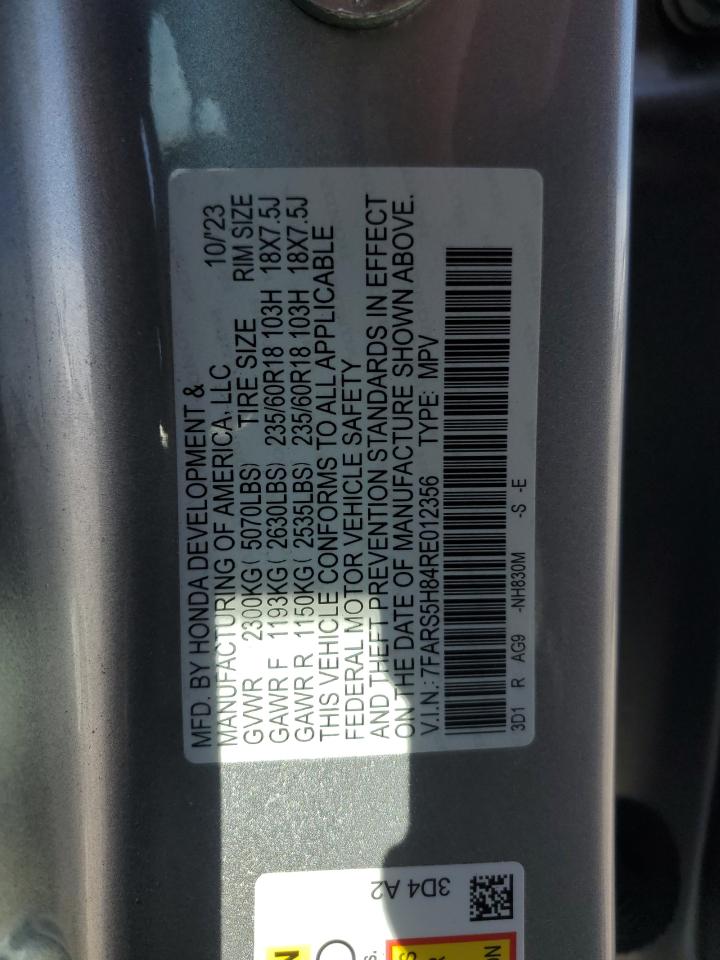 MFD. BY HONDA DEVELOPMENT &
MANUFACTURING OF AMERICA, LLC 10/'23
GVWR 2300KG ( 5070LBS) TIRE SIZE RIM SIZE
GAWR F 1193KG ( 2630LBS) 235/60R18 103H 18X7.5J
GAWR R 1150KG ( 2535LBS) 235/60R18 103H 18X7.5J
THIS VEHICLE CONFORMS TO ALL APPLICABLE
FEDERAL MOTOR VEHICLE SAFETY
AND THEFT PREVENTION STANDARDS IN EFFECT
ON THE DATE OF MANUFACTURE SHOWN ABOVE.
V.I.N.: 7FARS5H84RE012356 TYPE: MPV
3D1 R AG9 -NH830M -S -E
3D4 A2